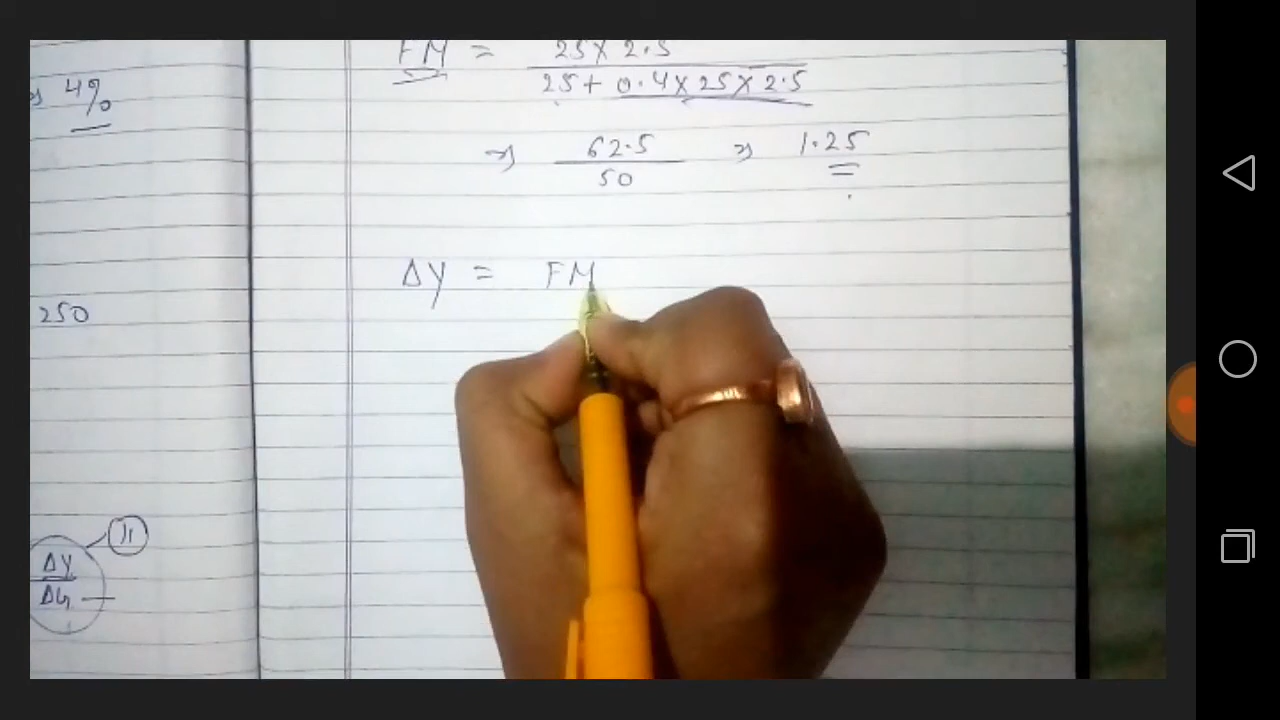 ⇒ 4%
250
ΔY
ΔG
11
FM = 25 × 2.5
25 + 0.4 × 25 × 2.5
⇒ 62.5 ⇒ 1.25
50
ΔY = FM